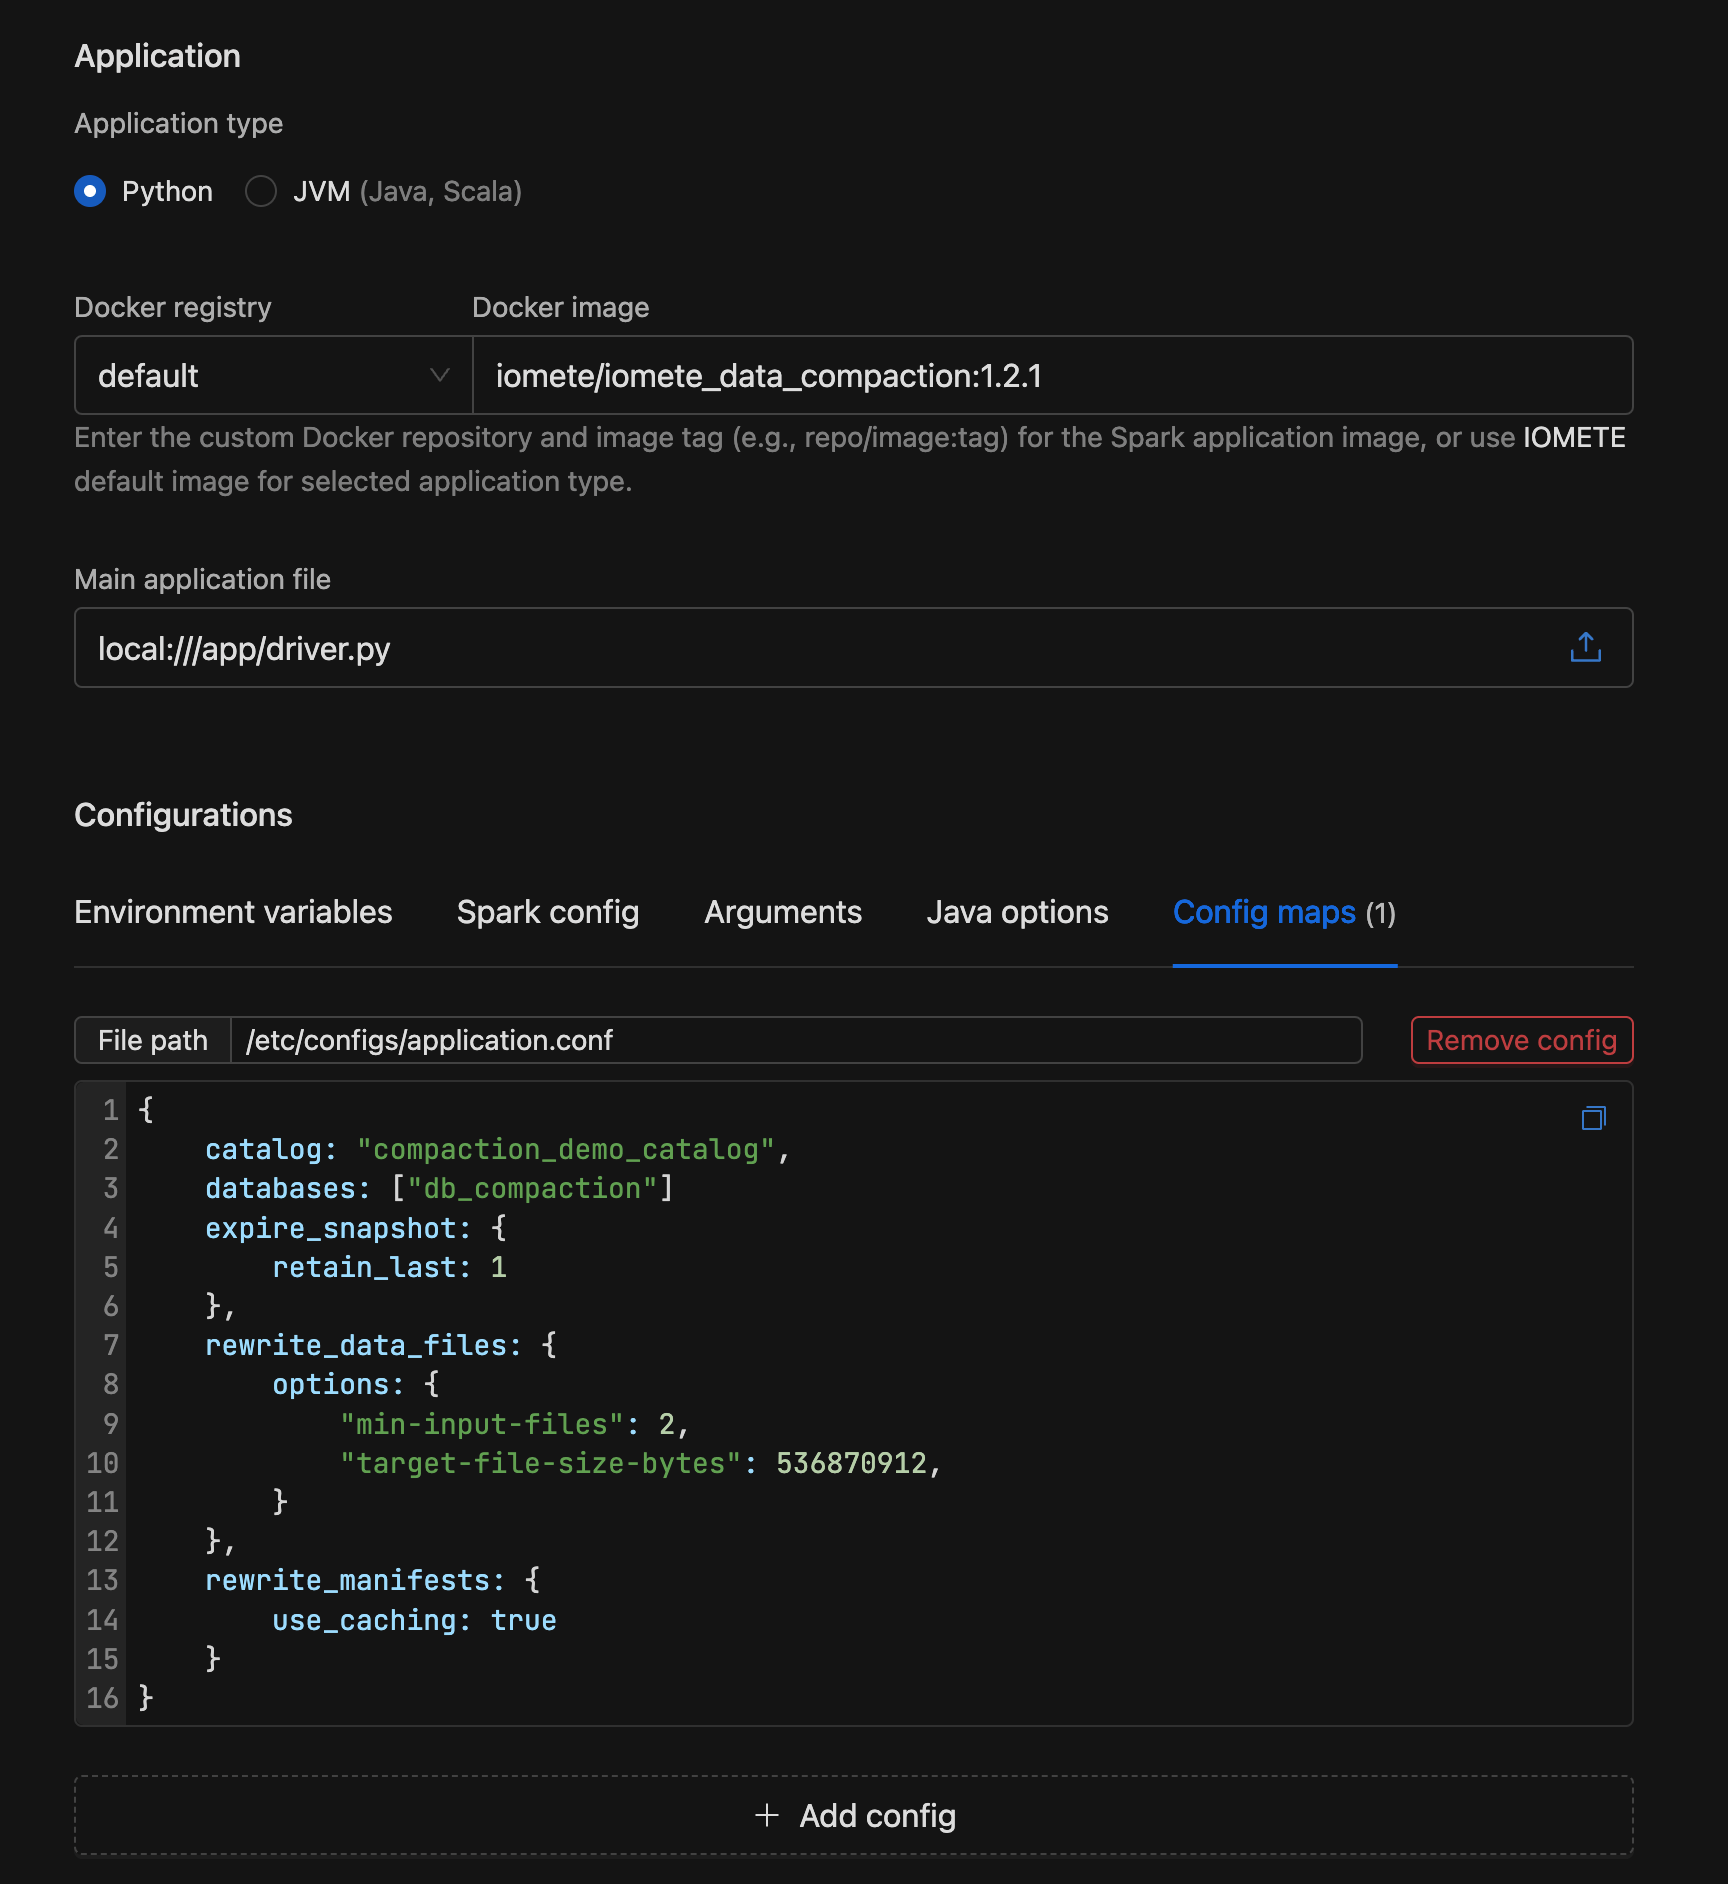 Application
Application type
Python JVM (Java, Scala)
Docker registry Docker image
default iomete/iomete_data_compaction:1.2.1
Enter the custom Docker repository and image tag (e.g., repo/image:tag) for the Spark application image, or use IOMETE
default image for selected application type.
Main application file
local:///app/driver.py
Configurations
Environment variables Spark config Arguments Java options Config maps (1)
File path /etc/configs/application.conf Remove config
1 {
2     catalog: "compaction_demo_catalog",
3     databases: ["db_compaction"]
4     expire_snapshot: {
5         retain_last: 1
6     },
7     rewrite_data_files: {
8         options: {
9             "min-input-files": 2,
10             "target-file-size-bytes": 536870912,
11         }
12     },
13     rewrite_manifests: {
14         use_caching: true
15     }
16 }
+ Add config